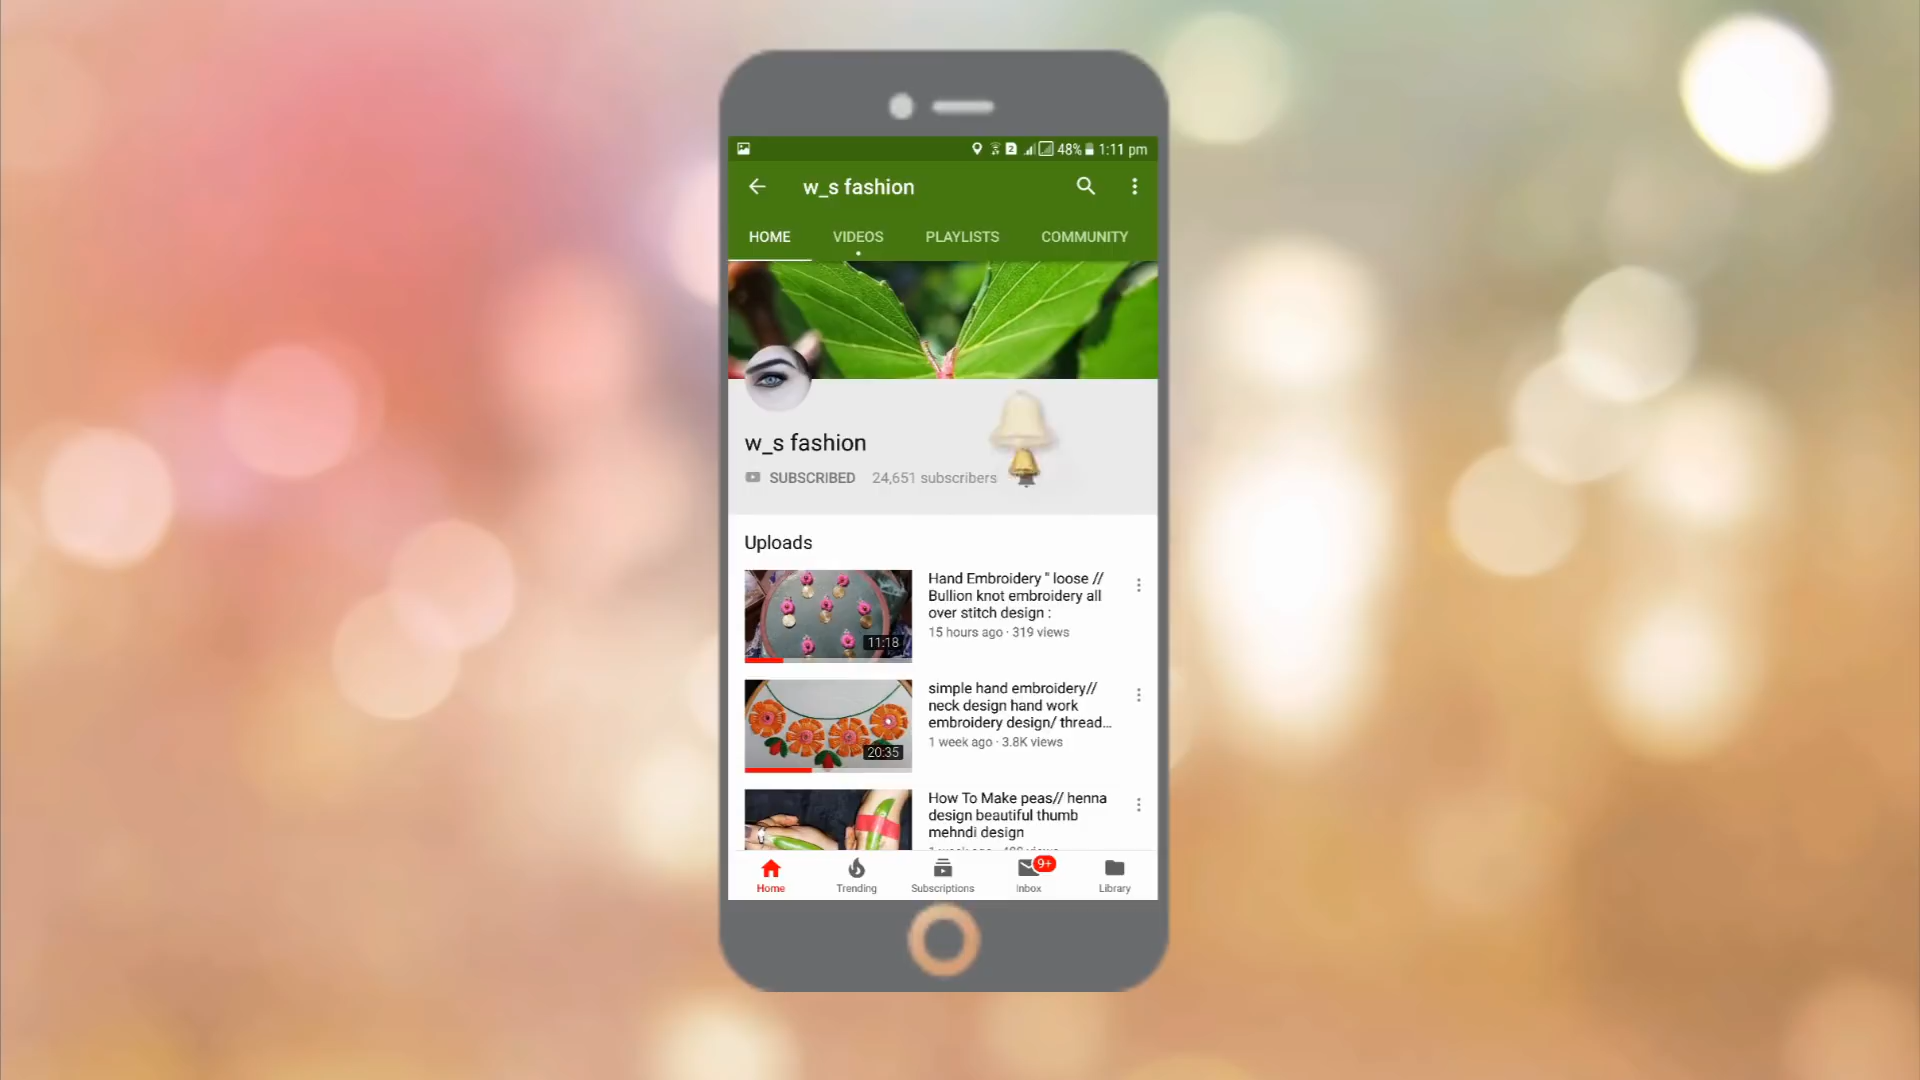 48% 1:11 pm
w_s fashion
HOME VIDEOS PLAYLISTS COMMUNITY
w_s fashion
SUBSCRIBED 24,651 subscribers
Uploads
Hand Embroidery " loose //
Bullion knot embroidery all
over stitch design :
15 hours ago · 319 views
11:18
simple hand embroidery//
neck design hand work
embroidery design/ thread...
1 week ago · 3.8K views
20:35
How To Make peas// henna
design beautiful thumb
mehndi design
9+
Home Trending Subscriptions Inbox Library